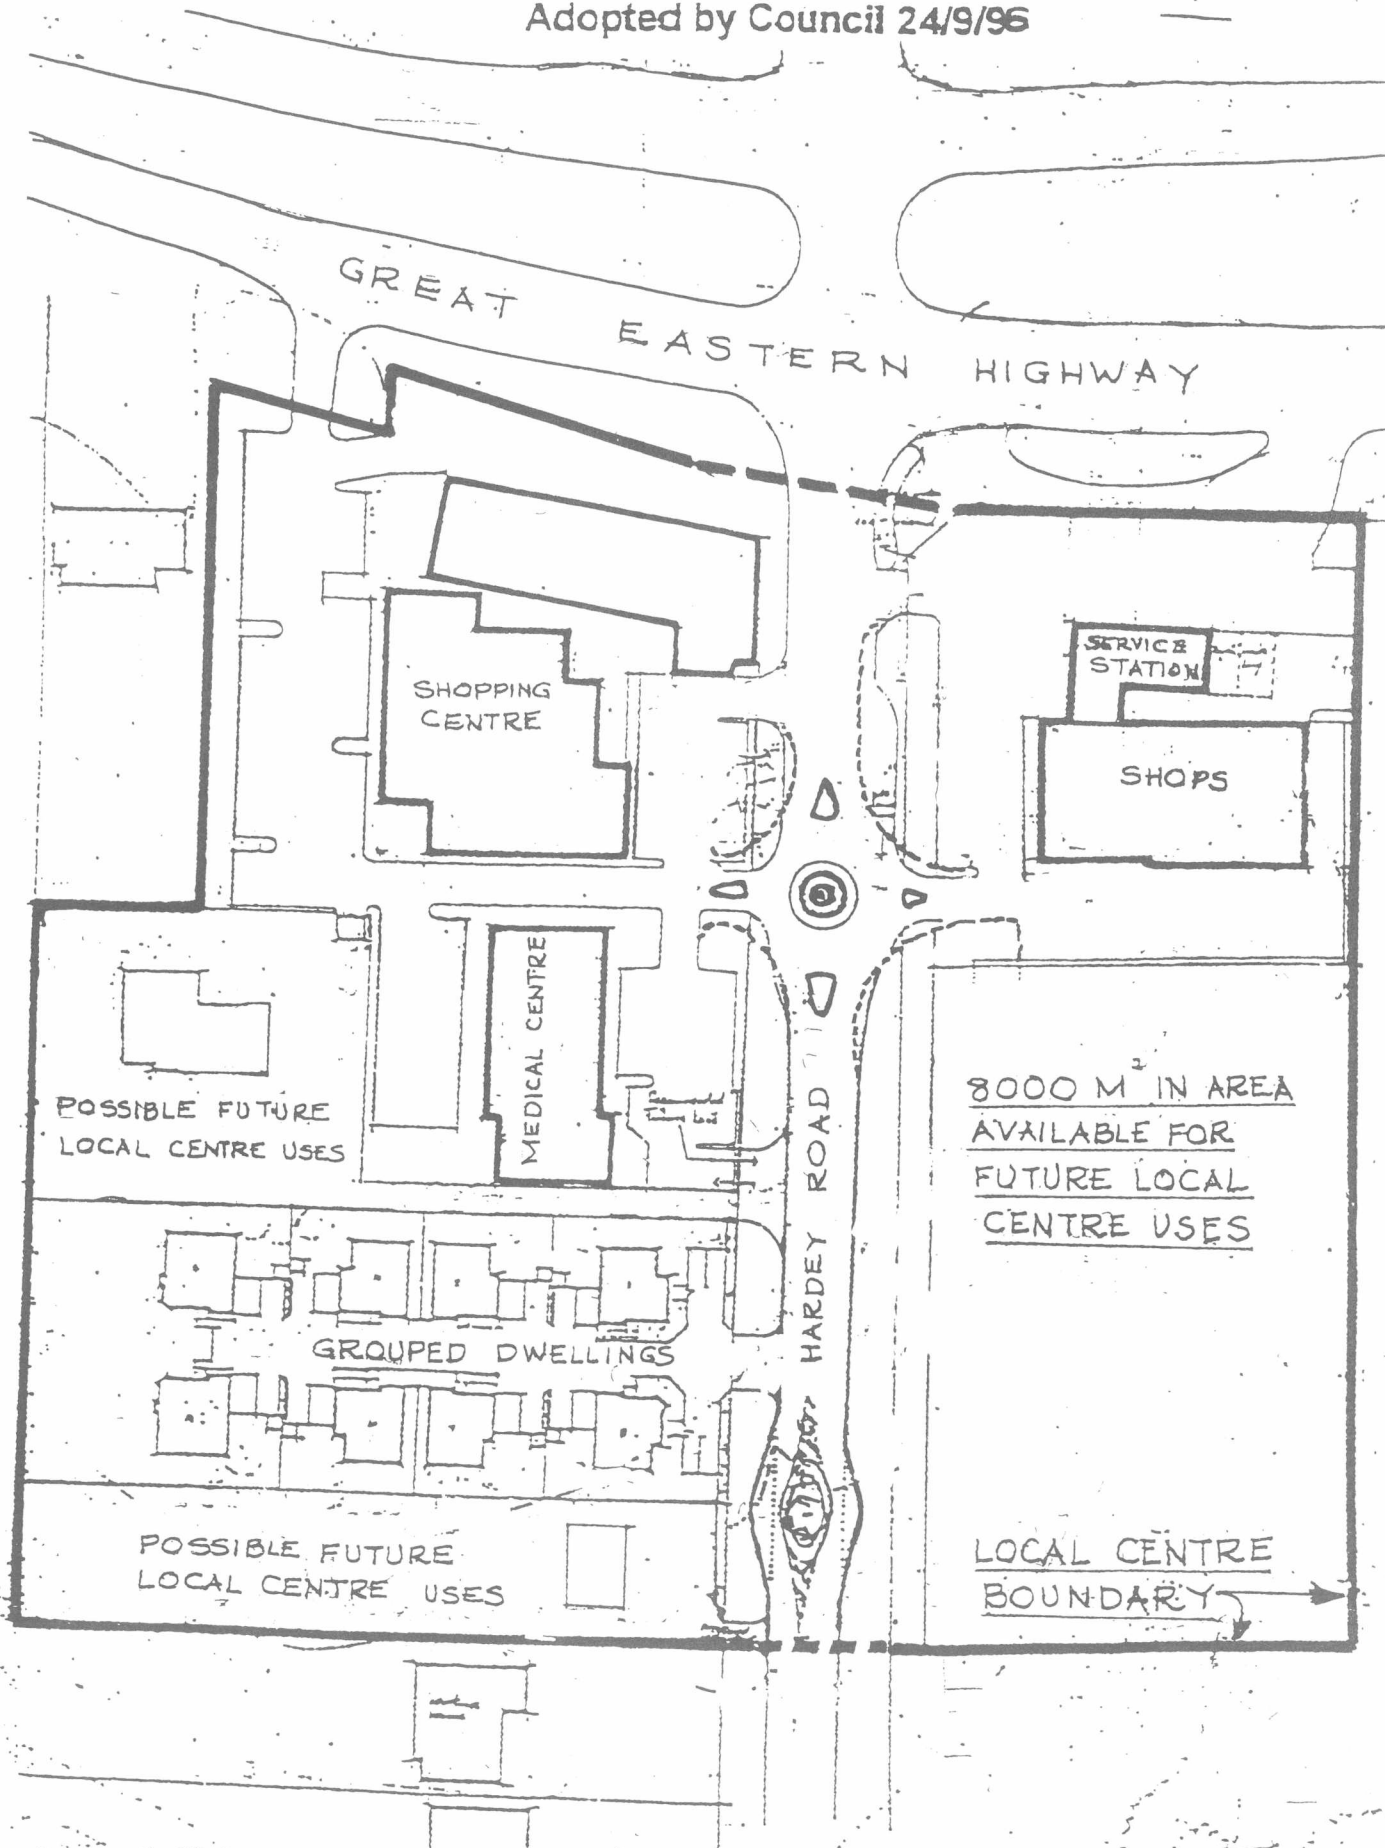 Adopted by Council 24/9/96
GREAT EASTERN HIGHWAY
SERVICE
STATION
SHOPPING
CENTRE
SHOPS
MEDICAL CENTRE
POSSIBLE FUTURE
LOCAL CENTRE USES
8000 M² IN AREA
AVAILABLE FOR
FUTURE LOCAL
CENTRE USES
HARDEY ROAD
GROUPED DWELLINGS
POSSIBLE FUTURE
LOCAL CENTRE USES
LOCAL CENTRE
BOUNDARY